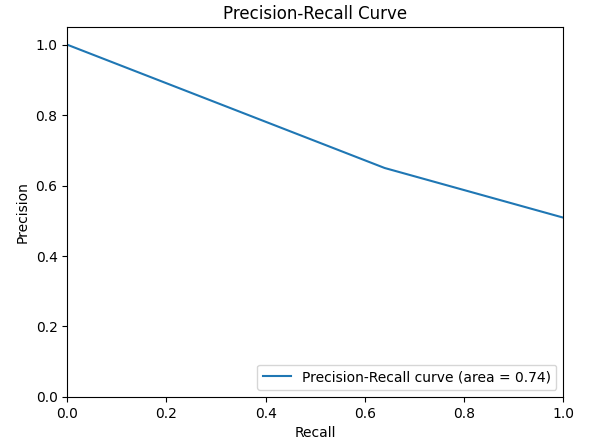 Precision-Recall Curve
1.0
0.8
0.6
0.4
0.2
0.0
Precision
Precision-Recall curve (area = 0.74)
0.0 0.2 0.4 0.6 0.8 1.0
Recall